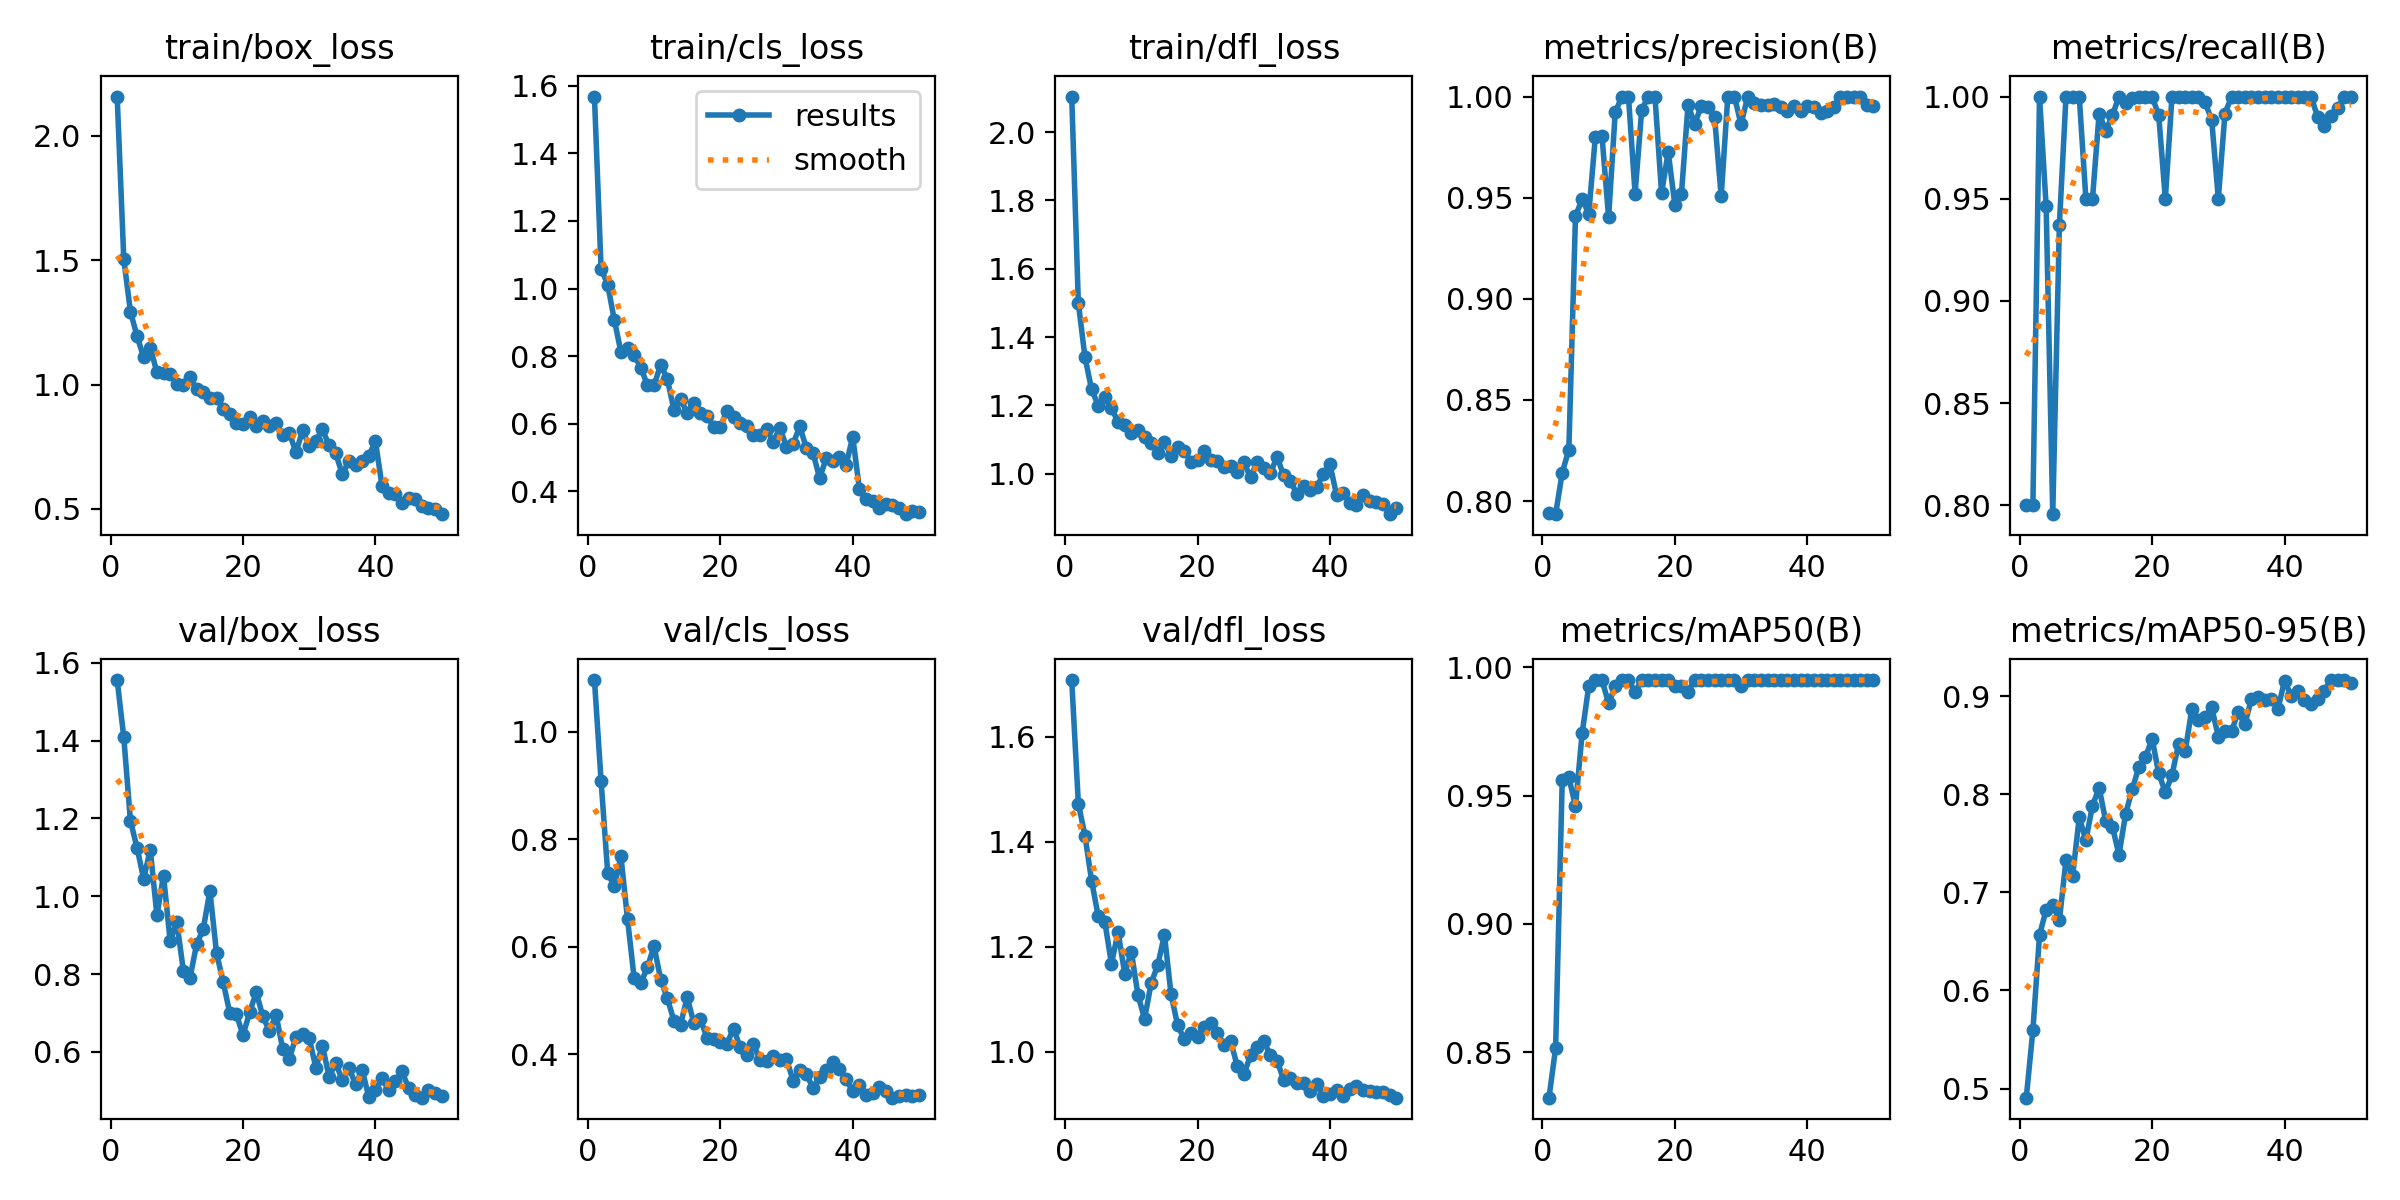 train/box_loss
2.0
1.5
1.0
0.5
0 20 40
train/cls_loss
1.6
1.4
1.2
1.0
0.8
0.6
0.4
0 20 40
results
smooth
train/dfl_loss
2.0
1.8
1.6
1.4
1.2
1.0
0 20 40
metrics/precision(B)
1.00
0.95
0.90
0.85
0.80
0 20 40
metrics/recall(B)
1.00
0.95
0.90
0.85
0.80
0 20 40
val/box_loss
1.6
1.4
1.2
1.0
0.8
0.6
0 20 40
val/cls_loss
1.0
0.8
0.6
0.4
0 20 40
val/dfl_loss
1.6
1.4
1.2
1.0
0 20 40
metrics/mAP50(B)
1.00
0.95
0.90
0.85
0 20 40
metrics/mAP50-95(B)
0.9
0.8
0.7
0.6
0.5
0 20 40